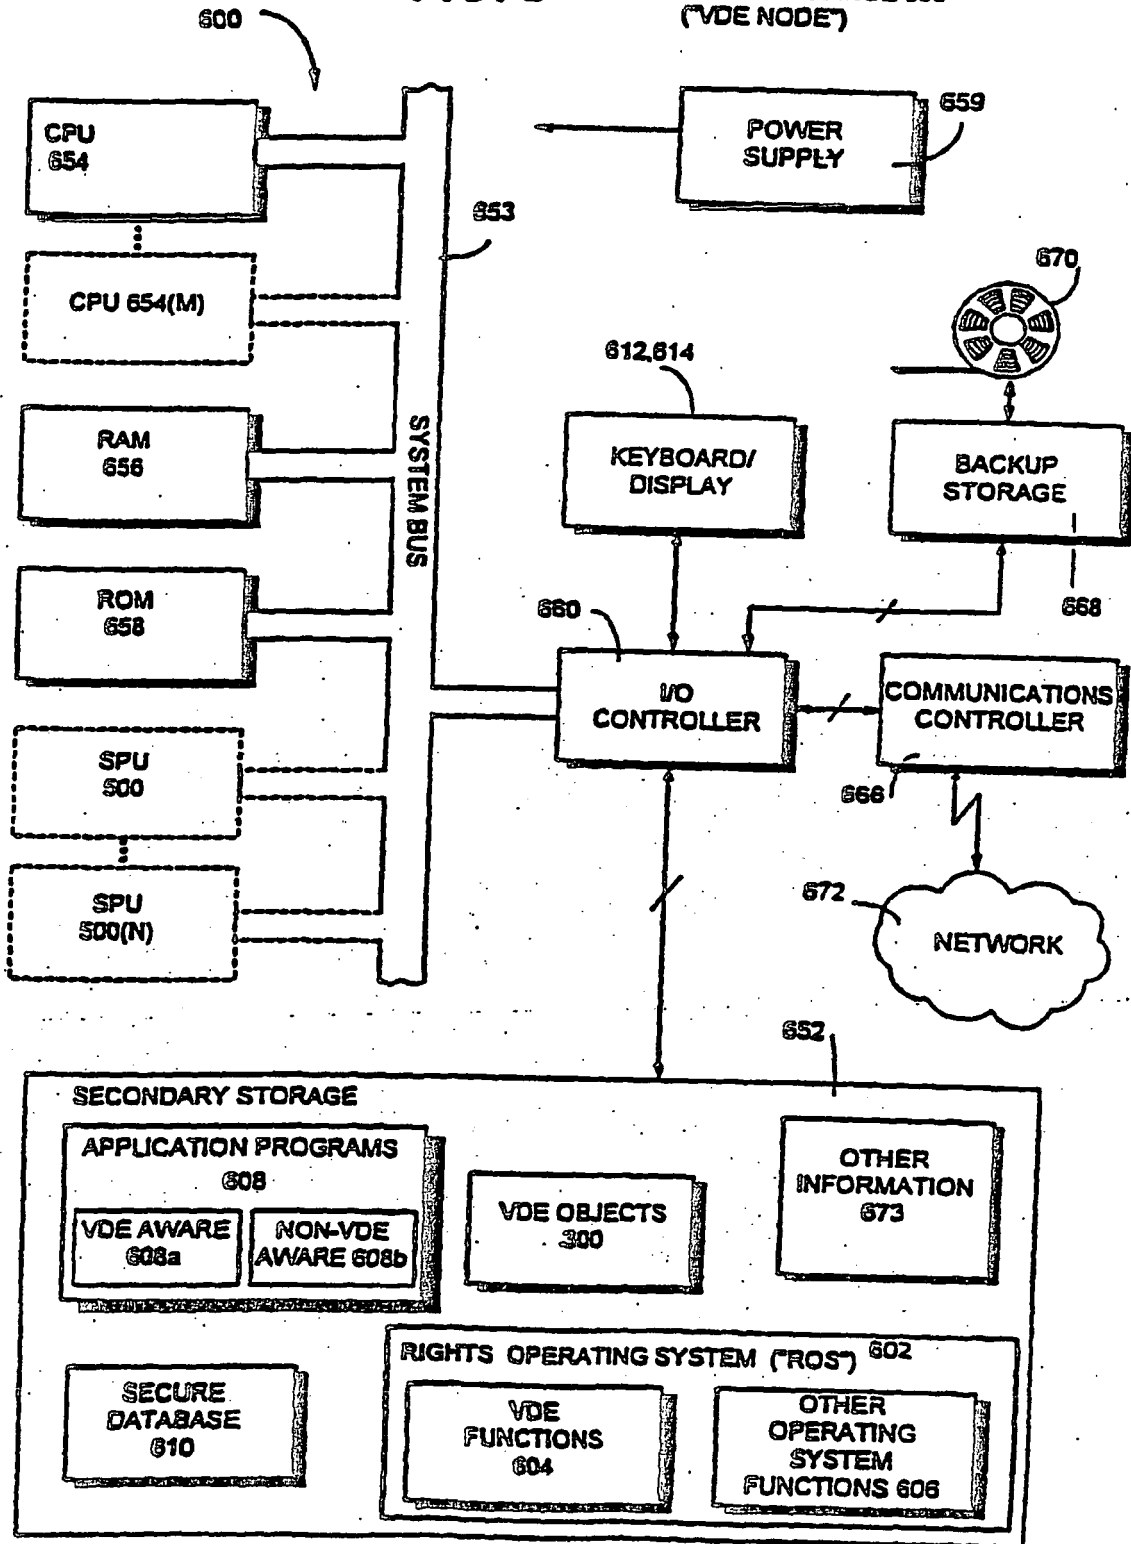 ("VDE NODE")
600
CPU
654
POWER
SUPPLY
659
653
CPU 654(M)
670
612,614
RAM
656
SYSTEM BUS
KEYBOARD/
DISPLAY
BACKUP
STORAGE
668
ROM
658
660
I/O
CONTROLLER
COMMUNICATIONS
CONTROLLER
666
SPU
500
SPU
500(N)
672
NETWORK
652
SECONDARY STORAGE
APPLICATION PROGRAMS
608
VDE AWARE
608a
NON-VDE
AWARE 608b
VDE OBJECTS
300
OTHER
INFORMATION
673
SECURE
DATABASE
610
RIGHTS OPERATING SYSTEM ("ROS") 602
VDE
FUNCTIONS
604
OTHER
OPERATING
SYSTEM
FUNCTIONS 606